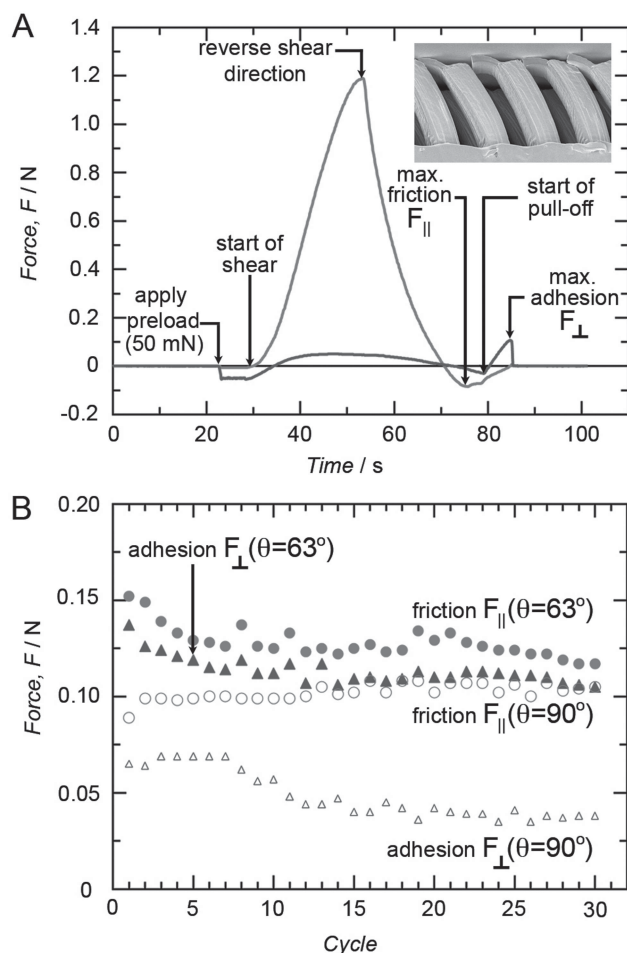 A
Force, F / N
1.4
1.2
1.0
0.8
0.6
0.4
0.2
0
-0.2
reverse shear
direction
max.
friction
F||
start of
pull-off
start of
shear
apply
preload
(50 mN)
max.
adhesion
F⊥
0
20
40
60
80
100
Time / s
B
Force, F / N
0.20
0.15
0.10
0.05
0
adhesion F⊥(θ=63°)
friction F||(θ=63°)
friction F||(θ=90°)
adhesion F⊥(θ=90°)
0
5
10
15
20
25
30
Cycle